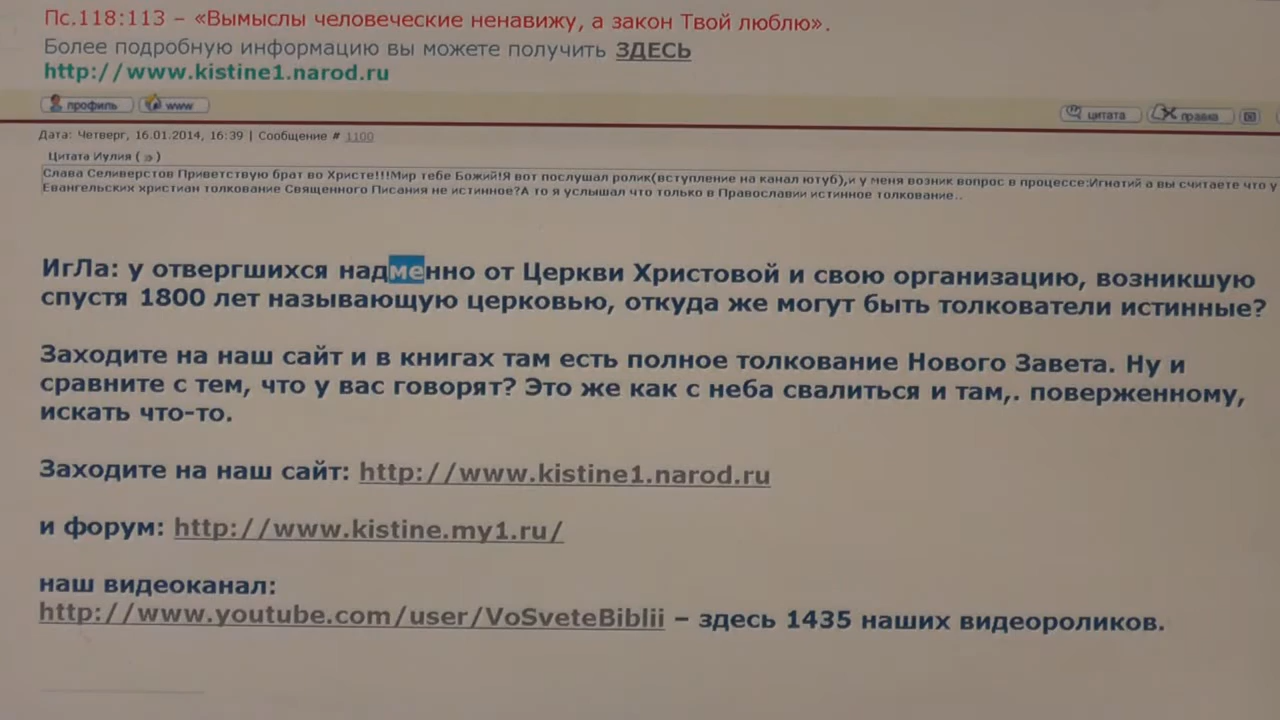 Пс.118:113 – «Вымыслы человеческие ненавижу, а закон Твой люблю».
Более подробную информацию вы можете получить ЗДЕСЬ
http://www.kistine1.narod.ru
профиль www цитата правка
Дата: Четверг, 16.01.2014, 16:39 | Сообщение # 1100
Цитата Иулия ( )
Слава Селиверстов Приветствую брат во Христе!!!Мир тебе Божий!Я вот послушал ролик(вступление на канал ютуб),и у меня возник вопрос в процессе:Игнатий а вы считаете что у
Евангельских христиан толкование Священного Писания не истинное?А то я услышал что только в Православии истинное толкование..
ИгЛа: у отвергшихся надменно от Церкви Христовой и свою организацию, возникшую
спустя 1800 лет называющую церковью, откуда же могут быть толкователи истинные?
Заходите на наш сайт и в книгах там есть полное толкование Нового Завета. Ну и
сравните с тем, что у вас говорят? Это же как с неба свалиться и там,. поверженному,
искать что-то.
Заходите на наш сайт: http://www.kistine1.narod.ru
и форум: http://www.kistine.my1.ru/
наш видеоканал:
http://www.youtube.com/user/VoSveteBiblii – здесь 1435 наших видеороликов.